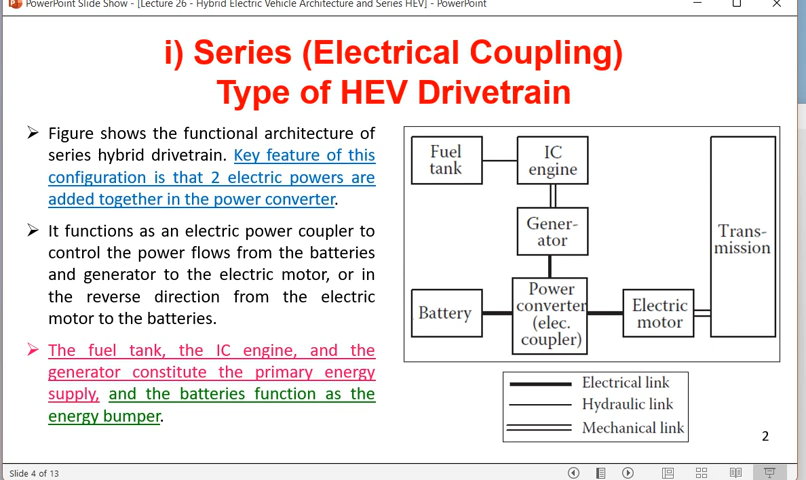 PowerPoint Slide Show - [Lecture 26 - Hybrid Electric Vehicle Architecture and Series HEV] - PowerPoint
i) Series (Electrical Coupling)
Type of HEV Drivetrain
Figure shows the functional architecture of
series hybrid drivetrain. Key feature of this
configuration is that 2 electric powers are
added together in the power converter.
It functions as an electric power coupler to
control the power flows from the batteries
and generator to the electric motor, or in
the reverse direction from the electric
motor to the batteries.
The fuel tank, the IC engine, and the
generator constitute the primary energy
supply, and the batteries function as the
energy bumper.
Fuel
tank
IC
engine
Gener-
ator
Battery
Power
converter
(elec.
coupler)
Electric
motor
Trans-
mission
Electrical link
Hydraulic link
Mechanical link
2
Slide 4 of 13